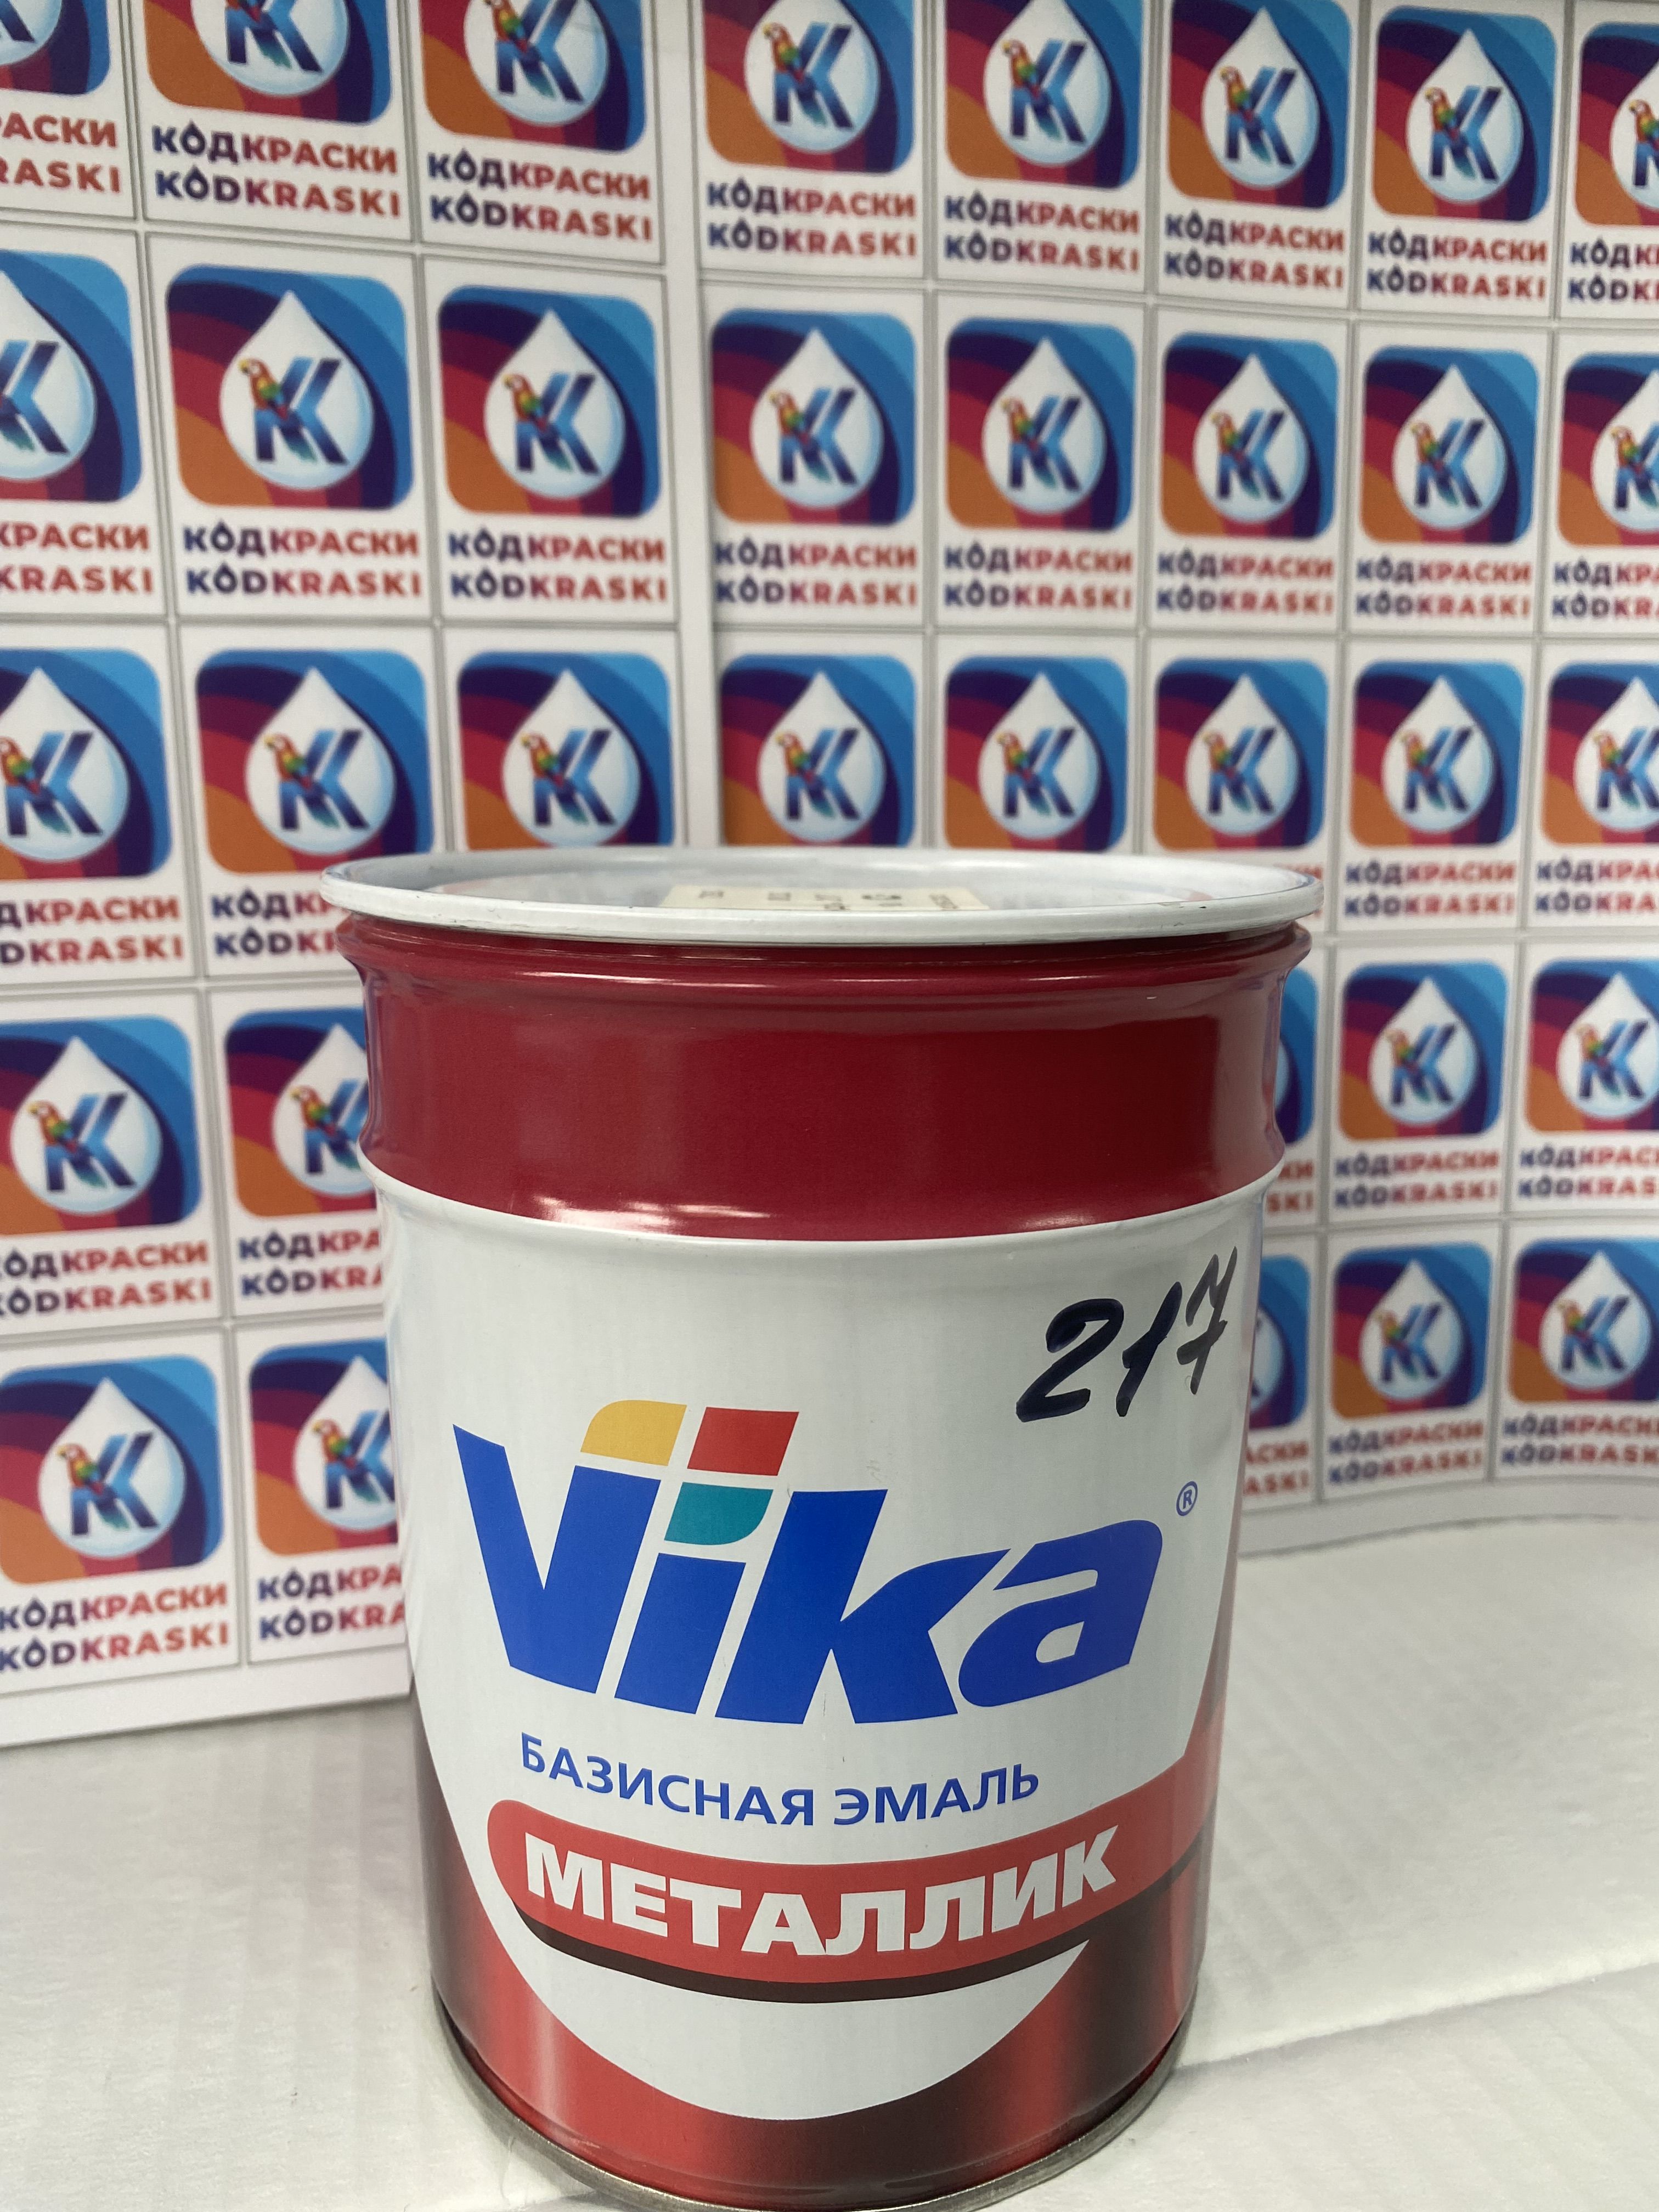 КОДКРАСКИ
KODKRASKI
217
Vika®
БАЗИСНАЯ ЭМАЛЬ
МЕТАЛЛИК